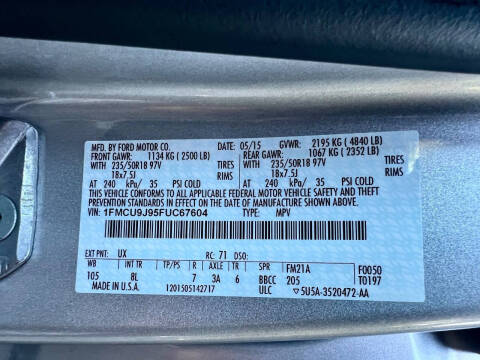 MFD. BY FORD MOTOR CO. 05/15 GVWR: 2195 KG ( 4840 LB)
FRONT GAWR: 1134 KG ( 2500 LB) REAR GAWR: 1067 KG ( 2352 LB)
WITH 235/50R18 97V TIRES WITH 235/50R18 97V TIRES
18x7.5J RIMS 18x7.5J RIMS
AT 240 kPa/ 35 PSI COLD AT 240 kPa/ 35 PSI COLD
THIS VEHICLE CONFORMS TO ALL APPLICABLE FEDERAL MOTOR VEHICLE SAFETY AND THEFT
PREVENTION STANDARDS IN EFFECT ON THE DATE OF MANUFACTURE SHOWN ABOVE.
VIN: 1FMCU9J95FUC67604 TYPE: MPV
EXT PNT: UX RC: 71 DSO:
WB INT TR TP/PS R AXLE TR SPR FM21A F0050
105 8L 7 3A 6 BBCC 205 T0197
MADE IN U.S.A. 1201505142717 ULC ▽5U5A-3520472-AA